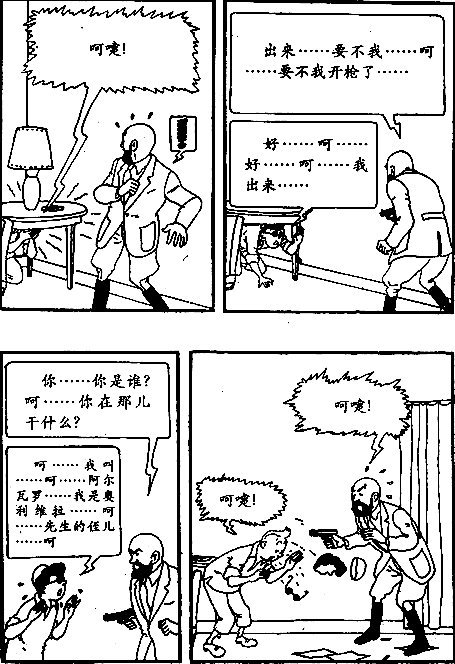 呵嚏!
出来……要不我……呵
……要不我开枪了……
好……呵……
好……呵……我
出来……
你……你是谁?
呵……你在那儿
干什么?
呵……我叫
……呵……阿尔
瓦罗……我是奥
利维拉……呵
……先生的侄儿
……呵
呵嚏!
呵嚏!